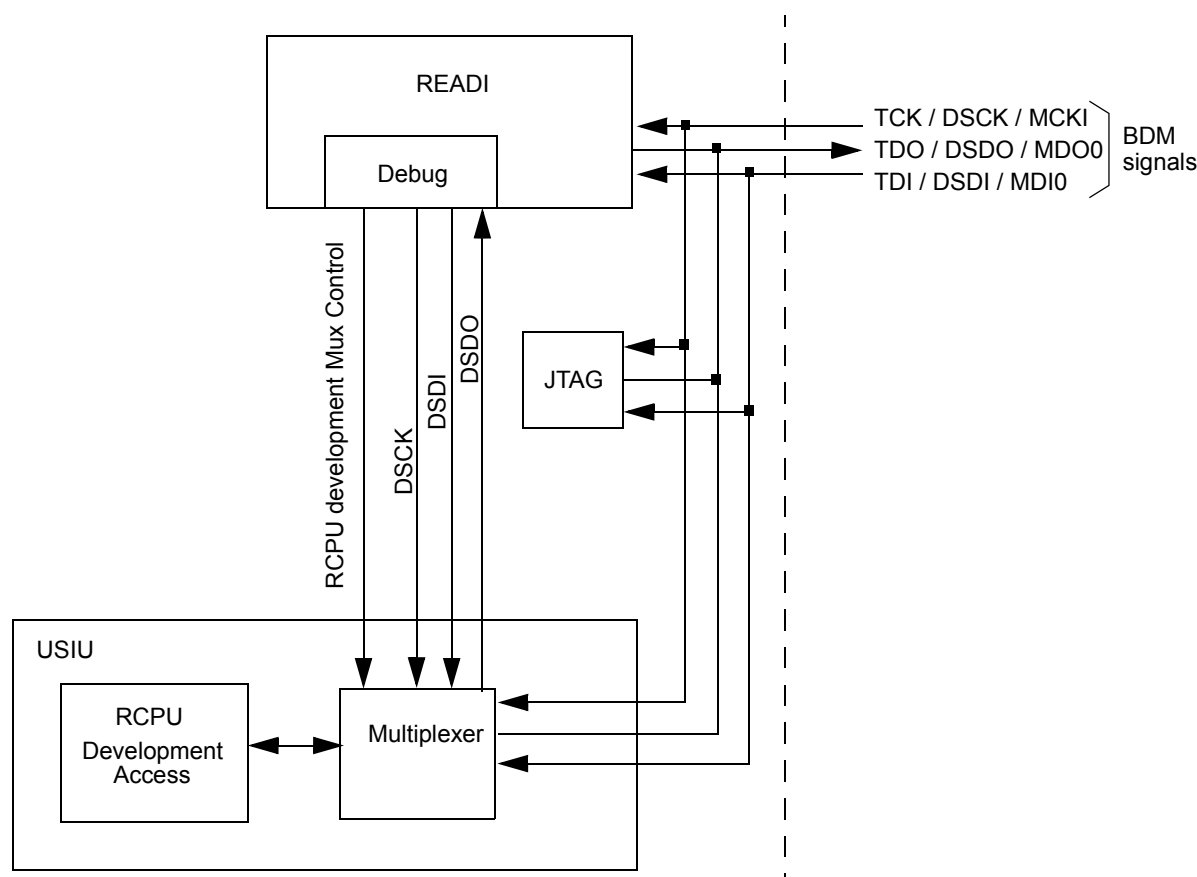 READI
Debug
TCK / DSCK / MCKI
TDO / DSDO / MDO0
TDI / DSDI / MDI0
BDM
signals
RCPU development Mux Control
DSCK
DSDI
DSDO
JTAG
USIU
RCPU
Development
Access
Multiplexer